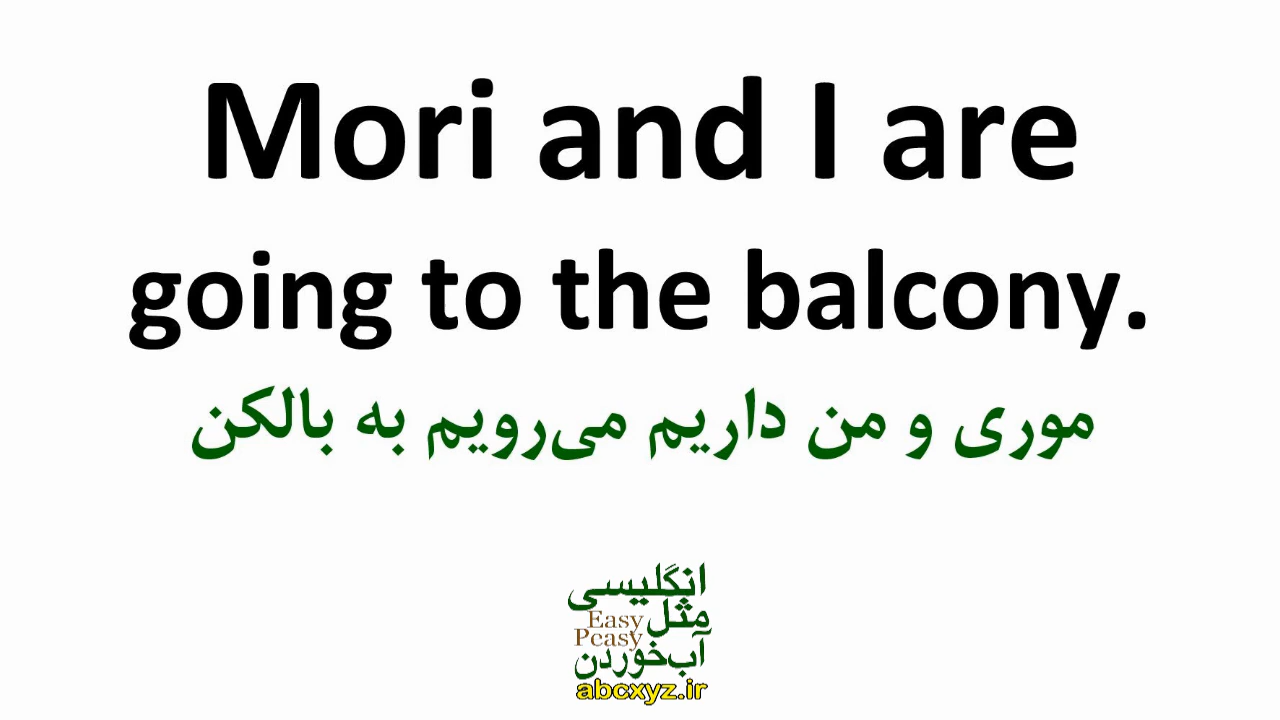 Mori and I are
going to the balcony.
موری و من داریم می‌رویم به بالکن
انگلیسی
مثل
Easy
Peasy
آب‌خوردن
abcxyz.ir